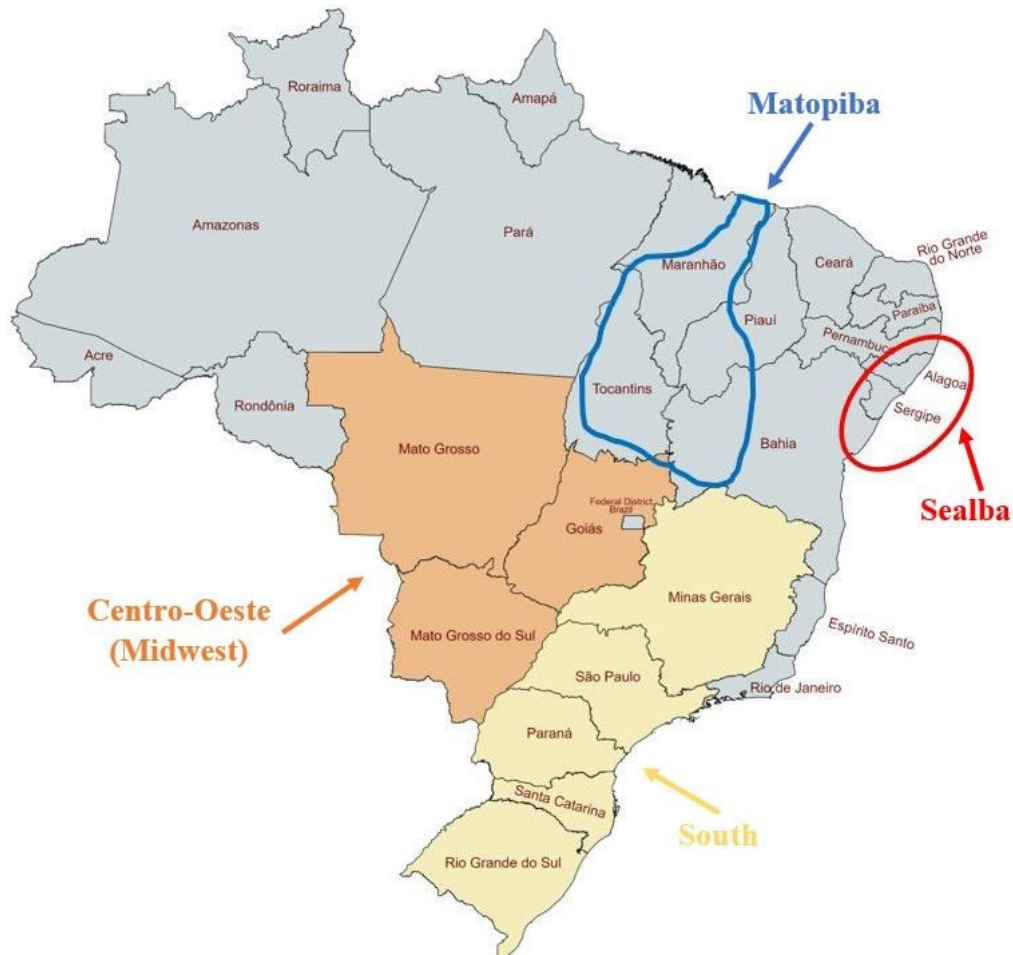 Roraima
Amapá
Matopiba
Amazonas
Pará
Maranhão
Ceará
Rio Grande
do Norte
Paraíba
Piauí
Pernambuco
Acre
Rondônia
Tocantins
Alagoa
Sergipe
Mato Grosso
Bahia
Sealba
Federal District
Brazil
Goiás
Centro-Oeste
(Midwest)
Minas Gerais
Mato Grosso do Sul
Espírito Santo
São Paulo
Rio de Janeiro
Paraná
Santa Catarina
South
Rio Grande do Sul